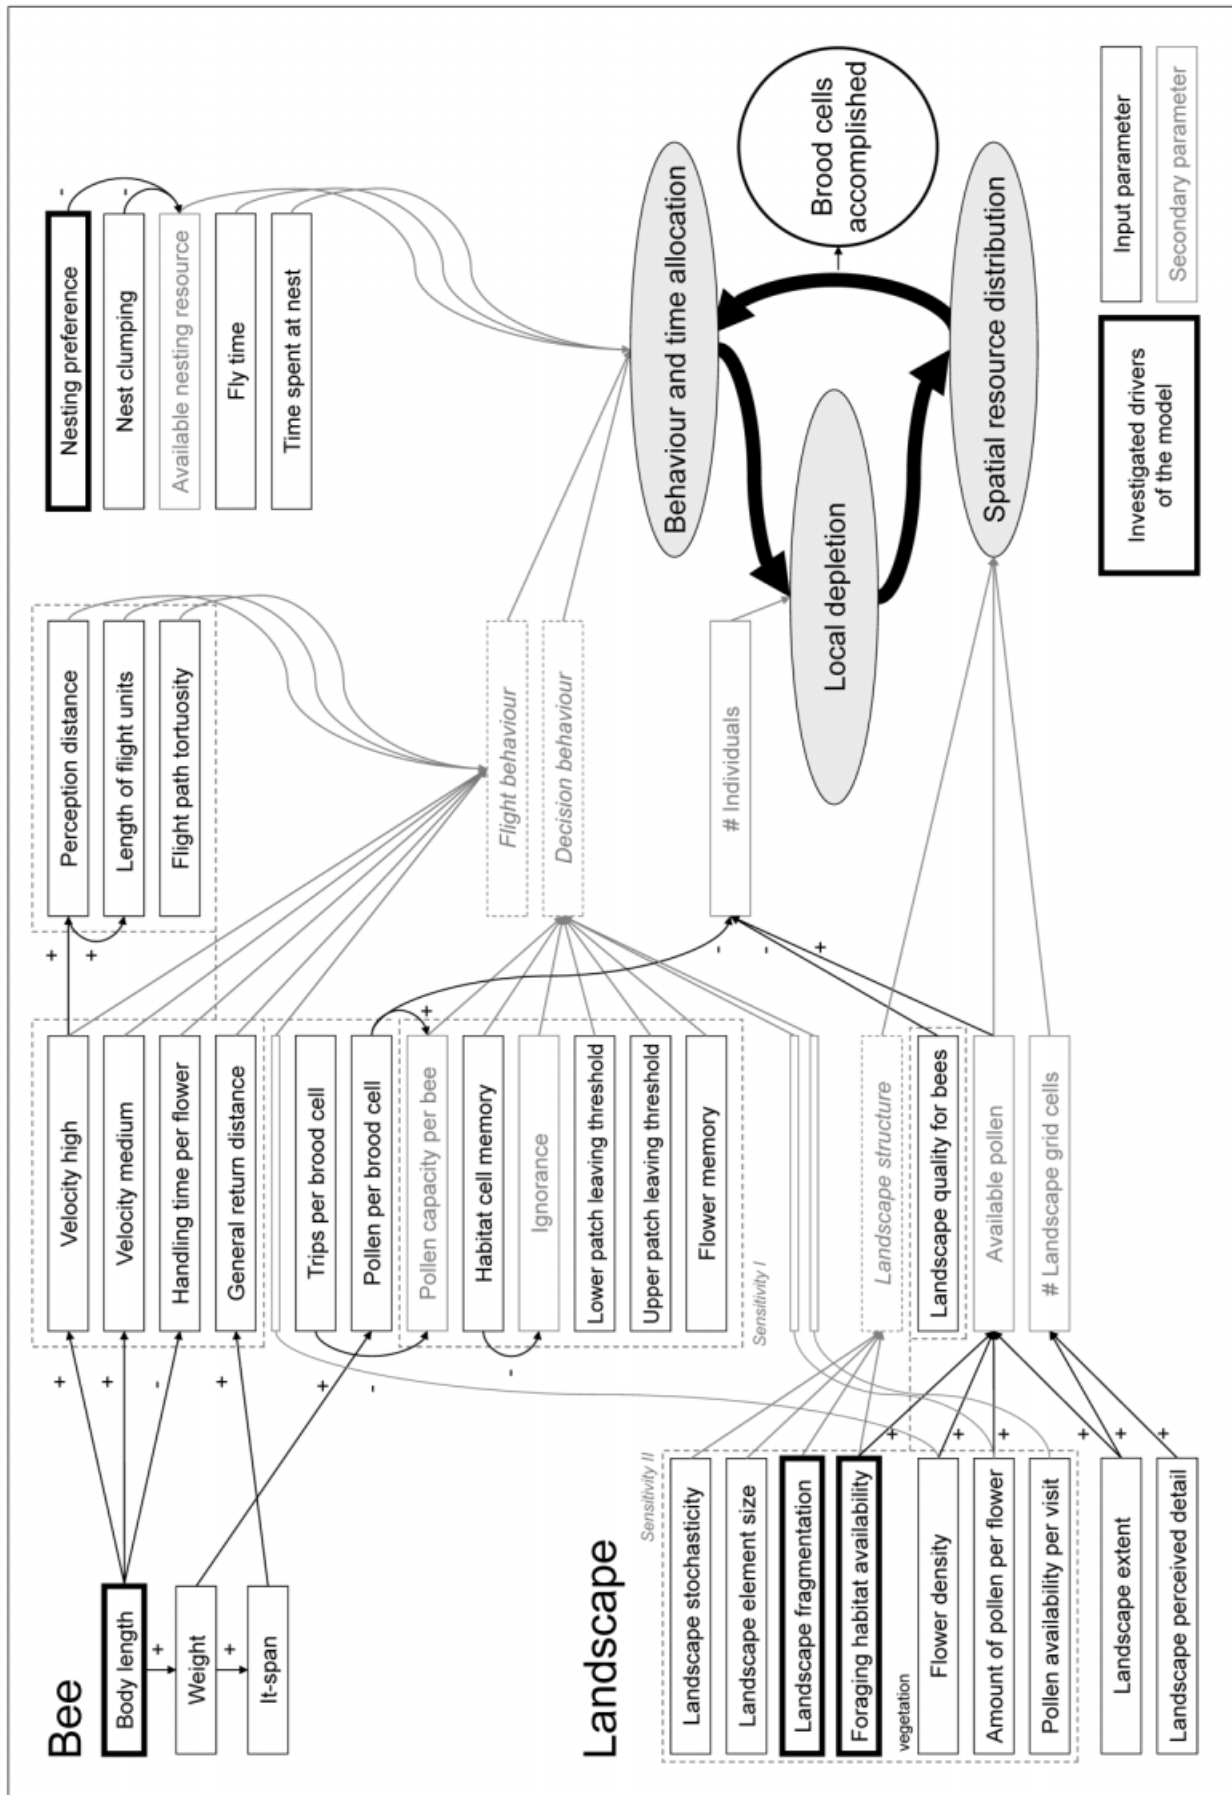 Bee
Body length
+
Weight
+
It-span
+
+
-
+
Velocity high
Velocity medium
Handling time per flower
General return distance
+
+
Perception distance
Length of flight units
Flight path tortuosity
Nesting preference
Nest clumping
Available nesting resource
Fly time
Time spent at nest
-
-
Trips per brood cell
Pollen per brood cell
+
-
+
Pollen capacity per bee
Habitat cell memory
-
Ignorance
Lower patch leaving threshold
Upper patch leaving threshold
Flower memory
Sensitivity I
Flight behaviour
Decision behaviour
# Individuals
-
-
+
Behaviour and time allocation
Local depletion
Spatial resource distribution
Brood cells
accomplished
Landscape
Sensitivity II
Landscape stochasticity
Landscape element size
Landscape fragmentation
Foraging habitat availability
vegetation
Flower density
Amount of pollen per flower
Pollen availability per visit
Landscape extent
Landscape perceived detail
+
+
+
+
+
+
Landscape structure
Landscape quality for bees
Available pollen
# Landscape grid cells
Investigated drivers
of the model
Input parameter
Secondary parameter